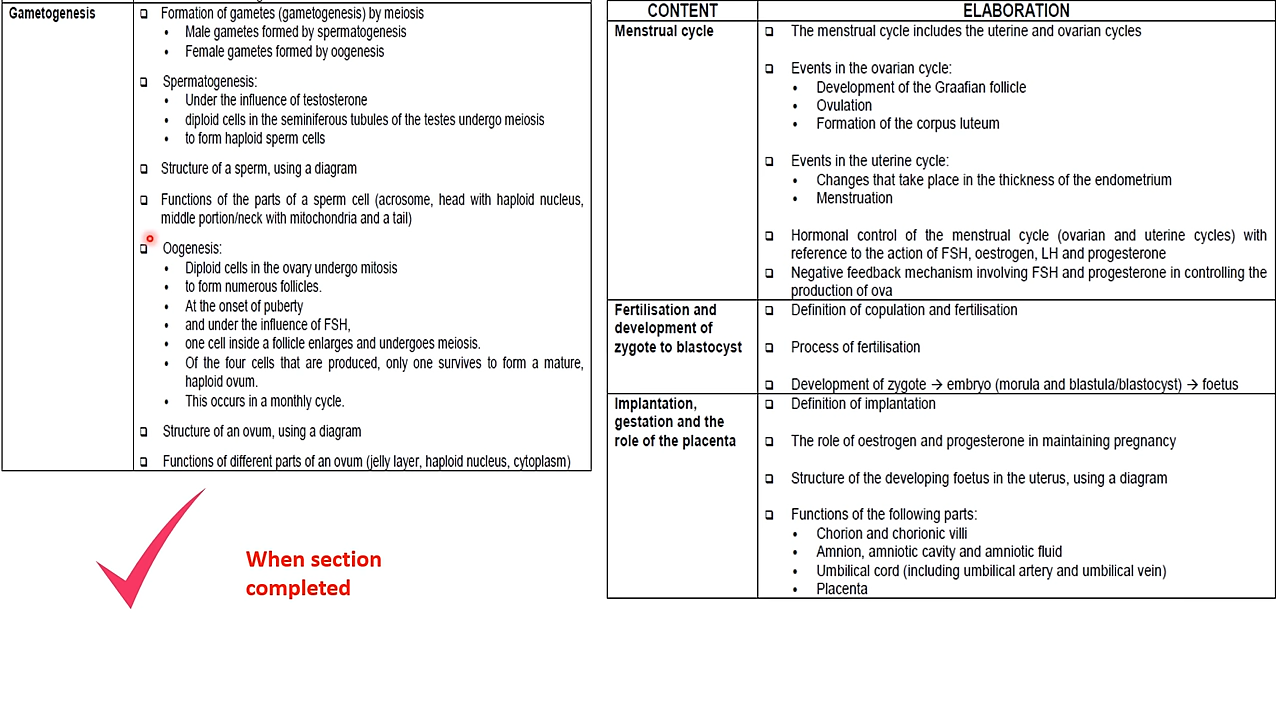 Gametogenesis
❑ Formation of gametes (gametogenesis) by meiosis
• Male gametes formed by spermatogenesis
• Female gametes formed by oogenesis
❑ Spermatogenesis:
• Under the influence of testosterone
• diploid cells in the seminiferous tubules of the testes undergo meiosis
• to form haploid sperm cells
❑ Structure of a sperm, using a diagram
❑ Functions of the parts of a sperm cell (acrosome, head with haploid nucleus,
middle portion/neck with mitochondria and a tail)
❑ Oogenesis:
• Diploid cells in the ovary undergo mitosis
• to form numerous follicles.
• At the onset of puberty
• and under the influence of FSH,
• one cell inside a follicle enlarges and undergoes meiosis.
• Of the four cells that are produced, only one survives to form a mature,
haploid ovum.
• This occurs in a monthly cycle.
❑ Structure of an ovum, using a diagram
❑ Functions of different parts of an ovum (jelly layer, haploid nucleus, cytoplasm)
When section
completed
CONTENT ELABORATION
Menstrual cycle
❑ The menstrual cycle includes the uterine and ovarian cycles
❑ Events in the ovarian cycle:
• Development of the Graafian follicle
• Ovulation
• Formation of the corpus luteum
❑ Events in the uterine cycle:
• Changes that take place in the thickness of the endometrium
• Menstruation
❑ Hormonal control of the menstrual cycle (ovarian and uterine cycles) with
reference to the action of FSH, oestrogen, LH and progesterone
❑ Negative feedback mechanism involving FSH and progesterone in controlling the
production of ova
Fertilisation and
development of
zygote to blastocyst
❑ Definition of copulation and fertilisation
❑ Process of fertilisation
❑ Development of zygote → embryo (morula and blastula/blastocyst) → foetus
Implantation,
gestation and the
role of the placenta
❑ Definition of implantation
❑ The role of oestrogen and progesterone in maintaining pregnancy
❑ Structure of the developing foetus in the uterus, using a diagram
❑ Functions of the following parts:
• Chorion and chorionic villi
• Amnion, amniotic cavity and amniotic fluid
• Umbilical cord (including umbilical artery and umbilical vein)
• Placenta